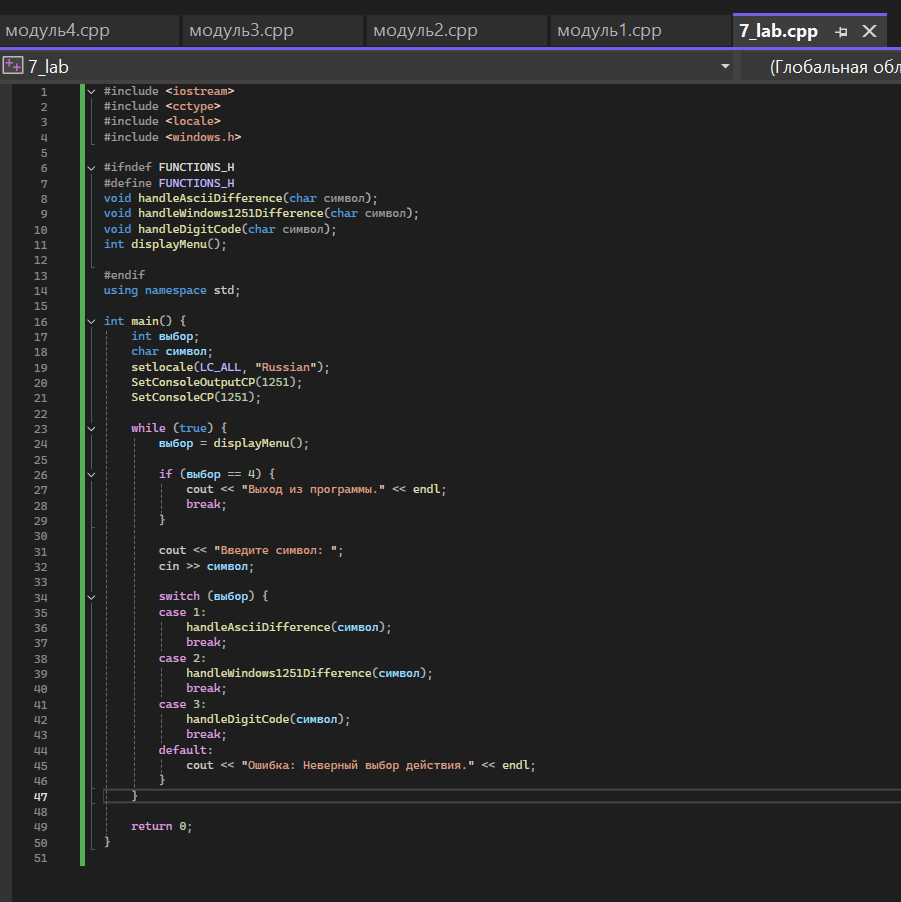 модуль4.cpp модуль3.cpp модуль2.cpp модуль1.cpp 7_lab.cpp
7_lab (Глобальная обл
1 #include <iostream>
2 #include <cctype>
3 #include <locale>
4 #include <windows.h>
5
6 #ifndef FUNCTIONS_H
7 #define FUNCTIONS_H
8 void handleAsciiDifference(char символ);
9 void handleWindows1251Difference(char символ);
10 void handleDigitCode(char символ);
11 int displayMenu();
12
13 #endif
14 using namespace std;
15
16 int main() {
17 int выбор;
18 char символ;
19 setlocale(LC_ALL, "Russian");
20 SetConsoleOutputCP(1251);
21 SetConsoleCP(1251);
22
23 while (true) {
24 выбор = displayMenu();
25
26 if (выбор == 4) {
27 cout << "Выход из программы." << endl;
28 break;
29 }
30
31 cout << "Введите символ: ";
32 cin >> символ;
33
34 switch (выбор) {
35 case 1:
36 handleAsciiDifference(символ);
37 break;
38 case 2:
39 handleWindows1251Difference(символ);
40 break;
41 case 3:
42 handleDigitCode(символ);
43 break;
44 default:
45 cout << "Ошибка: Неверный выбор действия." << endl;
46 }
47 }
48
49 return 0;
50 }
51